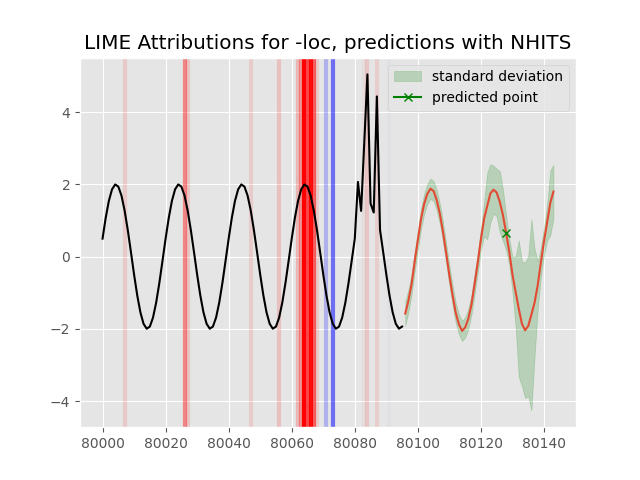 LIME Attributions for -loc, predictions with NHITS
standard deviation
predicted point
4
2
0
−2
−4
80000 80020 80040 80060 80080 80100 80120 80140